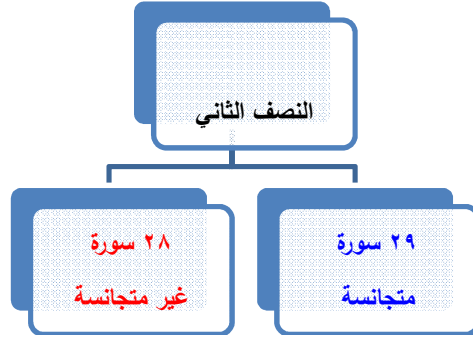 النصف الثاني
٢٩ سورة
متجانسة
٢٨ سورة
غير متجانسة